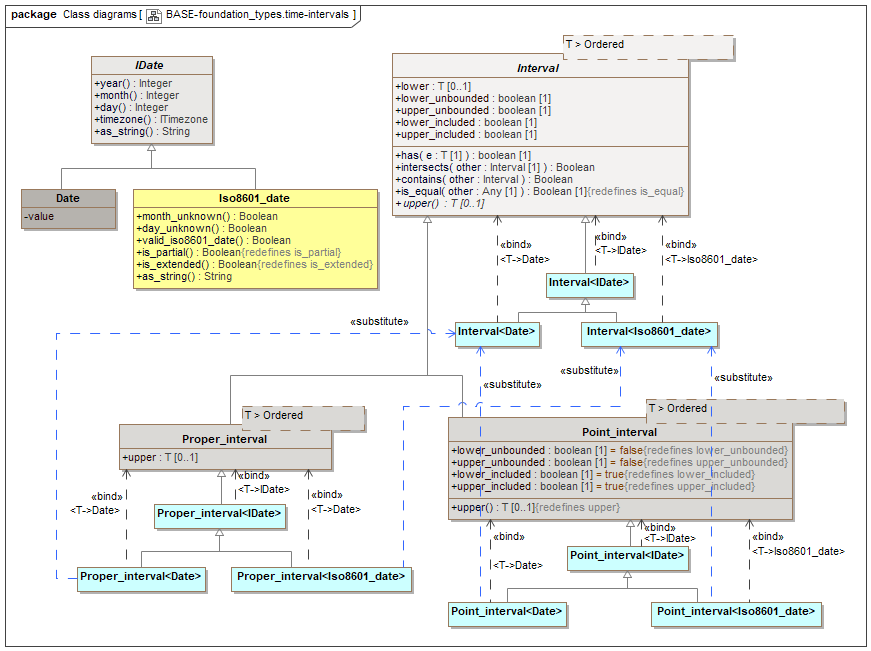 package Class diagrams [ BASE-foundation_types.time-intervals ]
IDate
+year() : Integer
+month() : Integer
+day() : Integer
+timezone() : ITimezone
+as_string() : String
T > Ordered
Interval
+lower : T [0..1]
+lower_unbounded : boolean [1]
+upper_unbounded : boolean [1]
+lower_included : boolean [1]
+upper_included : boolean [1]
+has( e : T [1] ) : boolean [1]
+intersects( other : Interval [1] ) : Boolean
+contains( other : Interval ) : Boolean
+is_equal( other : Any [1] ) : Boolean [1]{redefines is_equal}
+upper() : T [0..1]
Date
-value
Iso8601_date
+month_unknown() : Boolean
+day_unknown() : Boolean
+valid_iso8601_date() : Boolean
+is_partial() : Boolean{redefines is_partial}
+is_extended() : Boolean{redefines is_extended}
+as_string() : String
«bind»
<T->Date>
«bind»
<T->IDate>
«bind»
<T->Iso8601_date>
Interval<IDate>
«substitute»
Interval<Date>
Interval<Iso8601_date>
«substitute»
«substitute»
«substitute»
T > Ordered
Proper_interval
+upper : T [0..1]
T > Ordered
Point_interval
+lower_unbounded : boolean [1] = false{redefines lower_unbounded}
+upper_unbounded : boolean [1] = false{redefines upper_unbounded}
+lower_included : boolean [1] = true{redefines lower_included}
+upper_included : boolean [1] = true{redefines upper_included}
+upper() : T [0..1]{redefines upper}
«bind»
<T->Date>
«bind»
<T->IDate>
«bind»
<T->Date>
Proper_interval<IDate>
Proper_interval<Date>
Proper_interval<Iso8601_date>
«bind»
<T->Date>
«bind»
<T->IDate>
«bind»
<T->Iso8601_date>
Point_interval<IDate>
Point_interval<Date>
Point_interval<Iso8601_date>